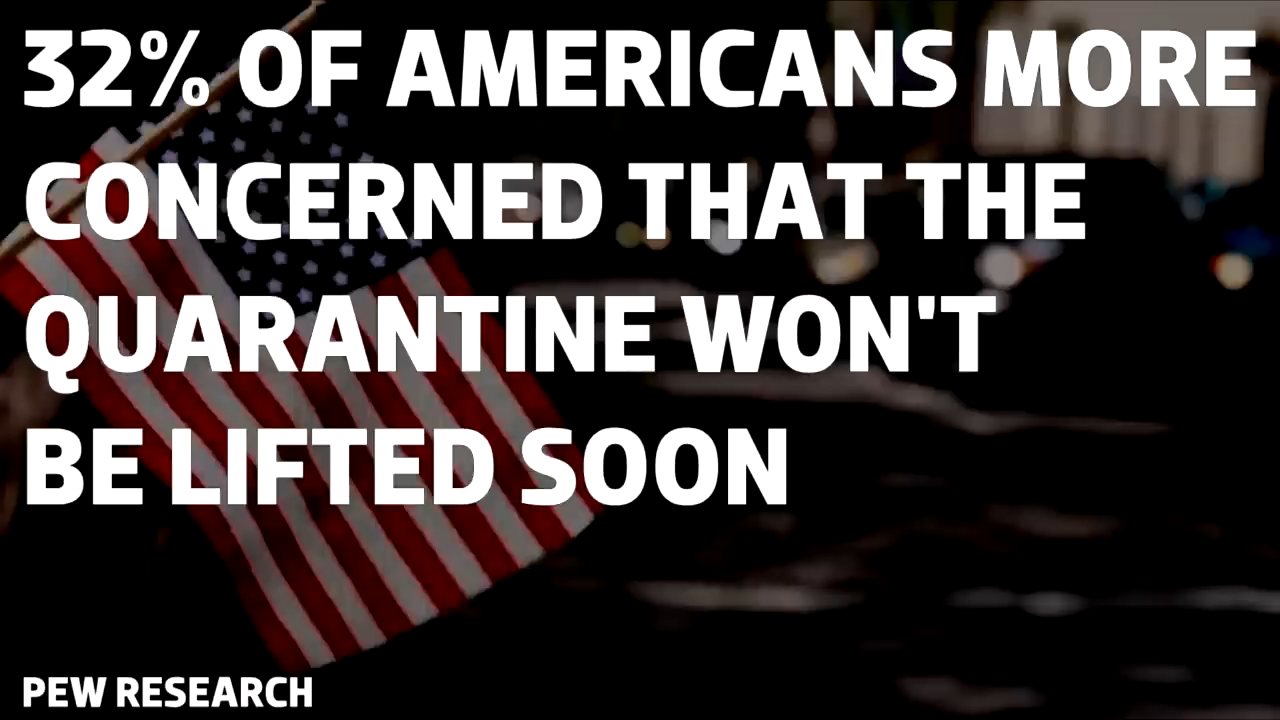 32% OF AMERICANS MORE
CONCERNED THAT THE
QUARANTINE WON'T
BE LIFTED SOON
PEW RESEARCH